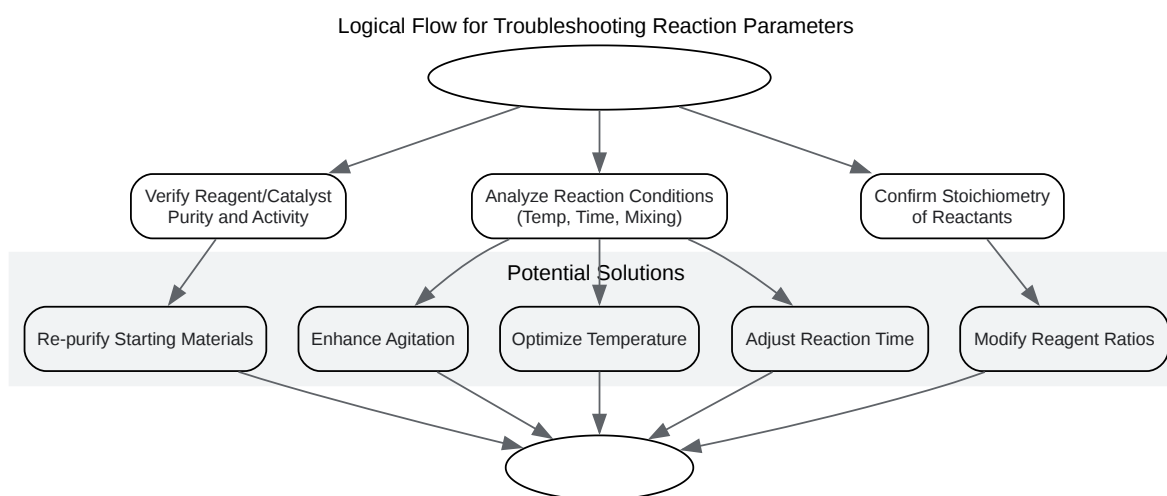 Logical Flow for Troubleshooting Reaction Parameters
Verify Reagent/Catalyst
Purity and Activity
Analyze Reaction Conditions
(Temp, Time, Mixing)
Confirm Stoichiometry
of Reactants
Potential Solutions
Re-purify Starting Materials
Enhance Agitation
Optimize Temperature
Adjust Reaction Time
Modify Reagent Ratios